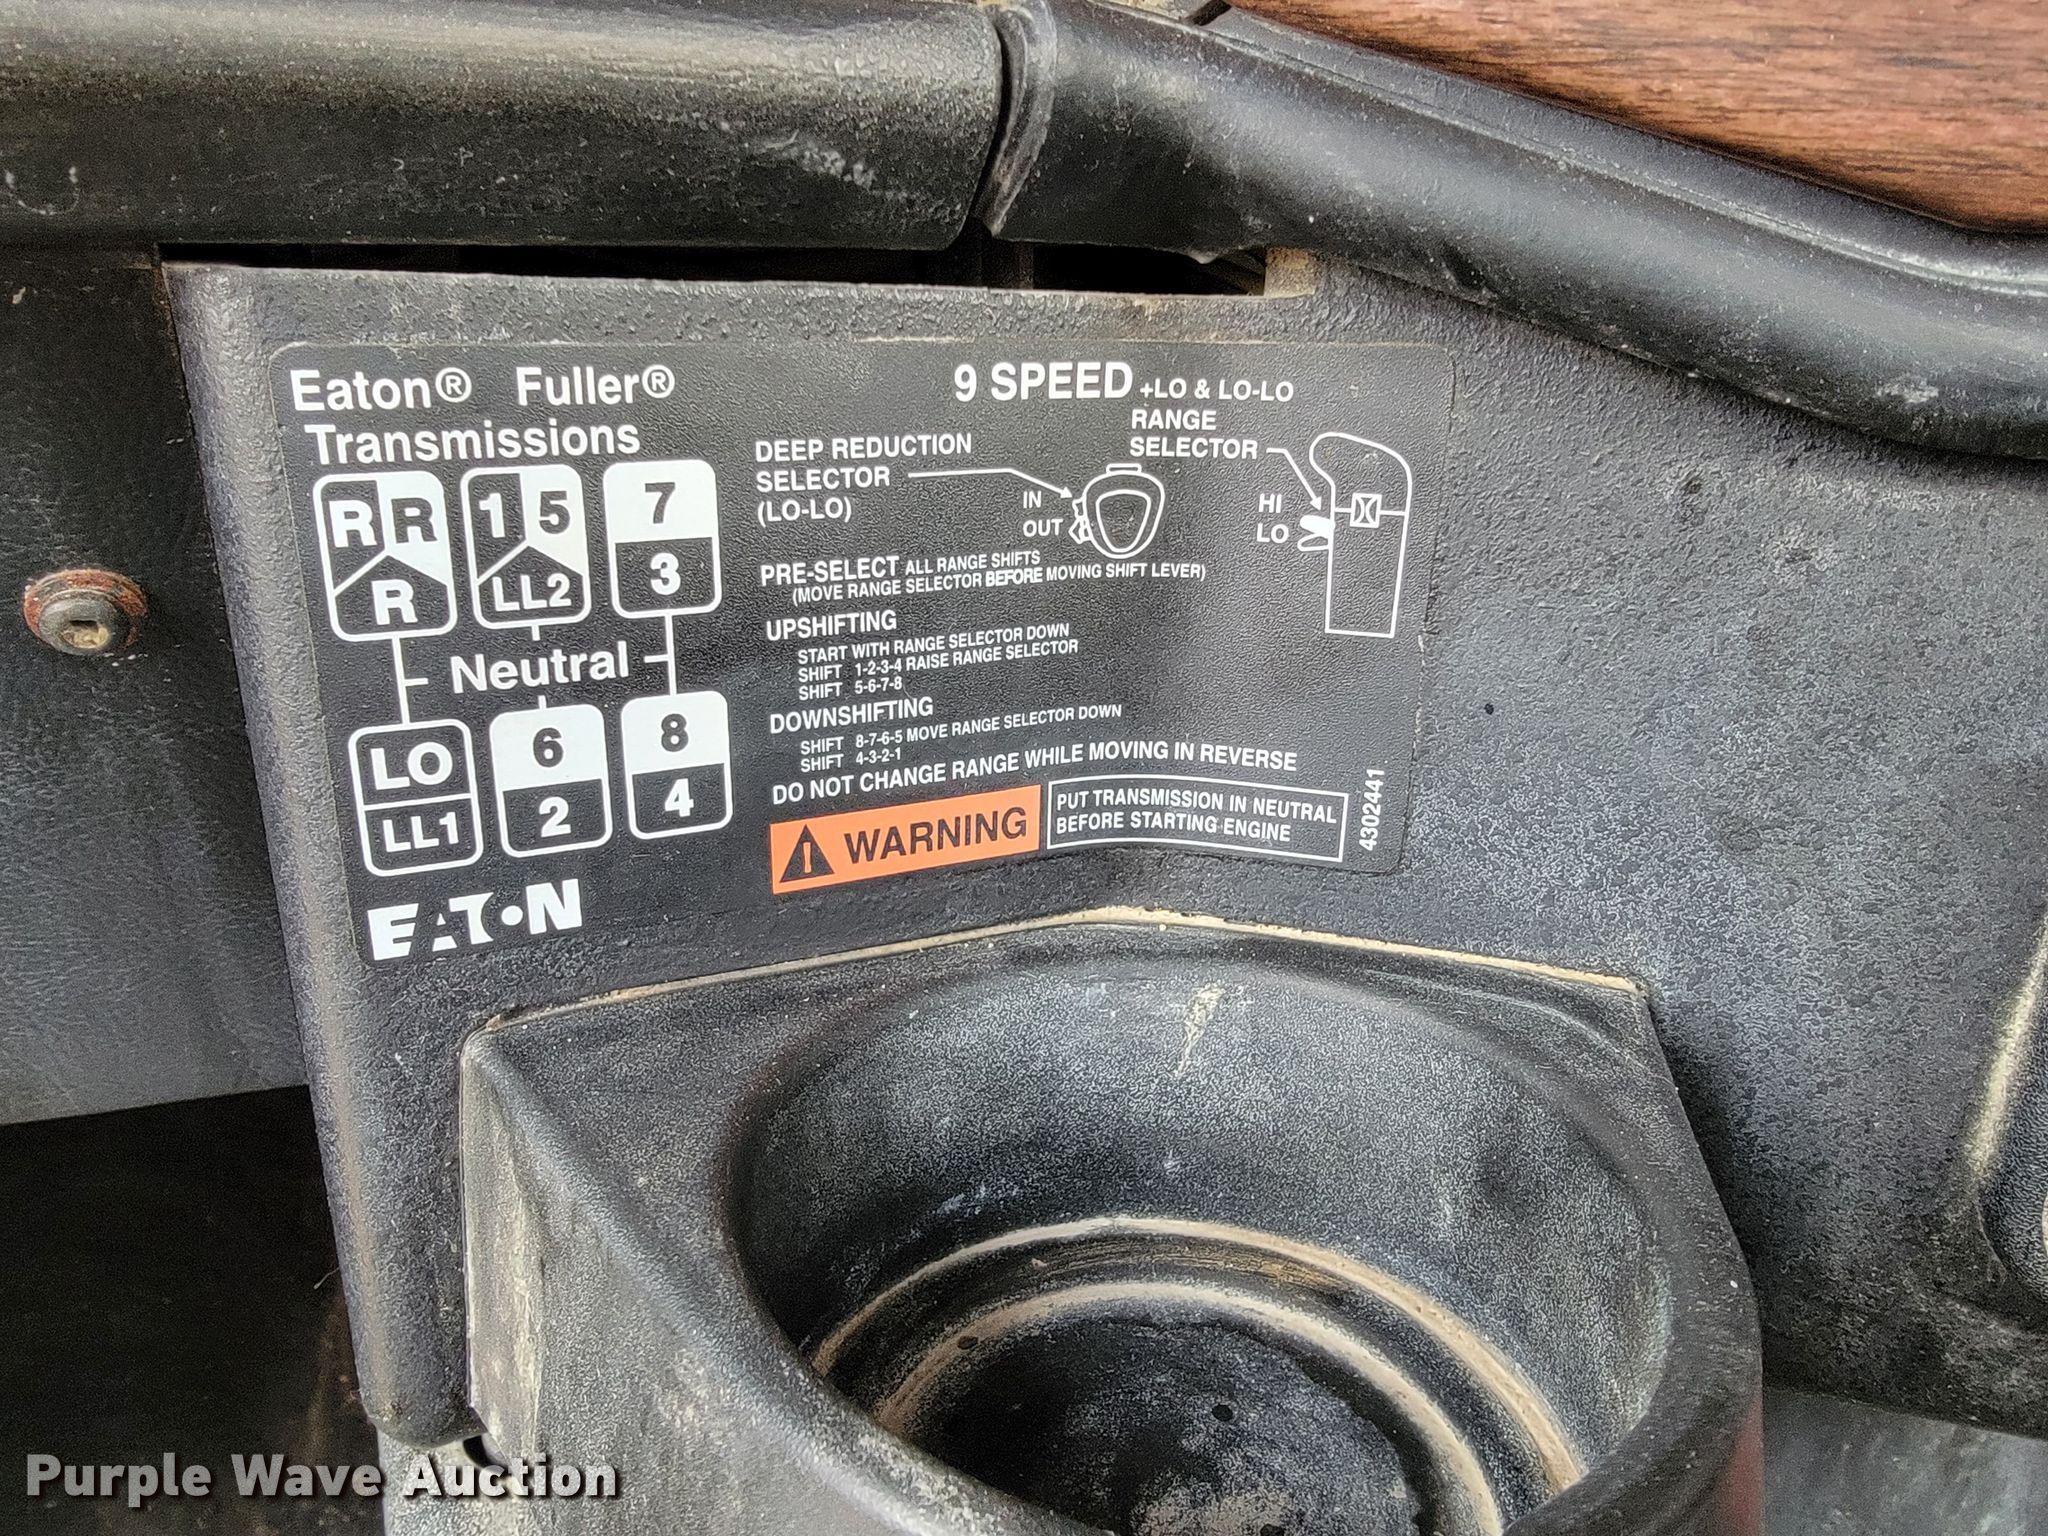 Eaton® Fuller®
Transmissions
9 SPEED +LO & LO-LO
R R
R
1 5
LL2
7
3
Neutral
LO
LL1
6
2
8
4
EATON
DEEP REDUCTION
SELECTOR
(LO-LO)
IN
OUT
RANGE
SELECTOR
HI
LO
PRE-SELECT ALL RANGE SHIFTS
(MOVE RANGE SELECTOR BEFORE MOVING SHIFT LEVER)
UPSHIFTING
START WITH RANGE SELECTOR DOWN
SHIFT 1-2-3-4 RAISE RANGE SELECTOR
SHIFT 5-6-7-8
DOWNSHIFTING
SHIFT 8-7-6-5 MOVE RANGE SELECTOR DOWN
SHIFT 4-3-2-1
DO NOT CHANGE RANGE WHILE MOVING IN REVERSE
! WARNING
PUT TRANSMISSION IN NEUTRAL
BEFORE STARTING ENGINE
4302441
Purple Wave Auction